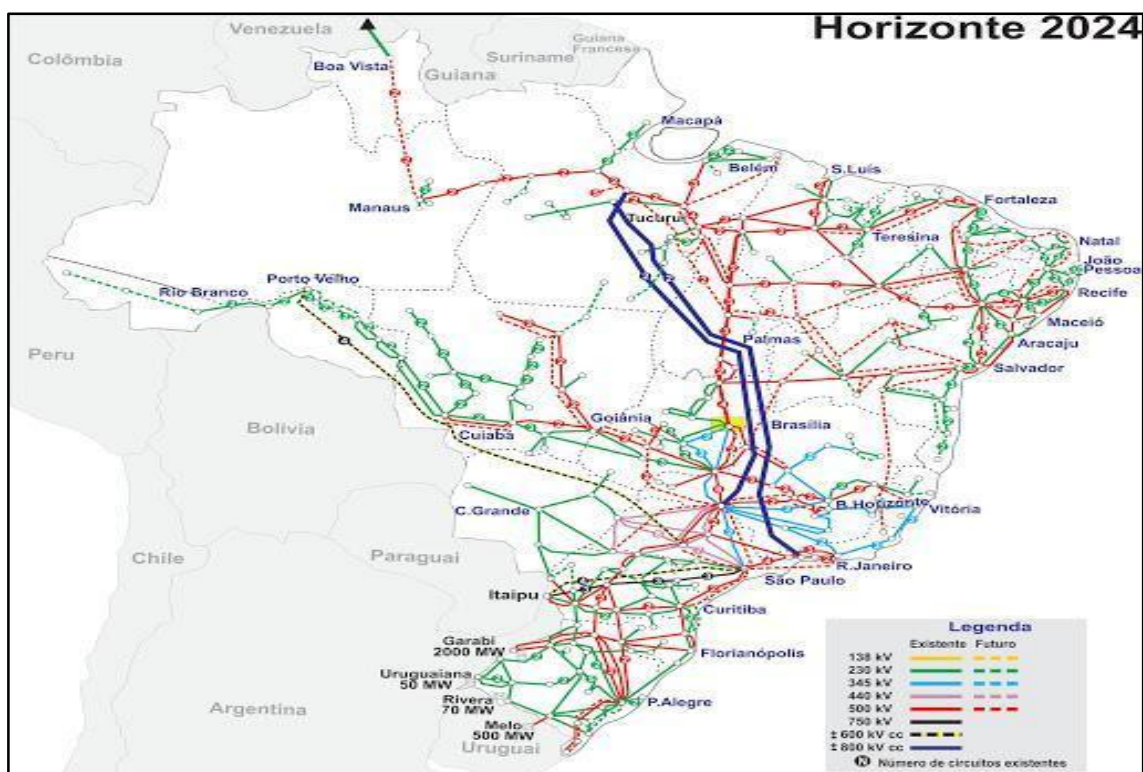 Horizonte 2024
Venezuela
Guiana
Francesa
Suriname
Colômbia
Boa Vista
Guiana
Macapá
Belém
S.Luís
Manaus
Fortaleza
Tucuruí
Teresina
Natal
João
Pessoa
Porto Velho
Rio Branco
Recife
Maceió
Palmas
Aracaju
Peru
Salvador
Goiânia
Brasília
Bolívia
Cuiabá
B.Horizonte
C.Grande
Vitória
Chile
Paraguai
R.Janeiro
São Paulo
Itaipu
Curitiba
Legenda
Existente Futuro
Garabi
2000 MW
Florianópolis
138 kV
230 kV
Uruguaiana
50 MW
345 kV
440 kV
Rivera
70 MW
P.Alegre
500 kV
Argentina
750 kV
Melo
500 MW
± 600 kV cc
Uruguai
± 800 kV cc
N Número de circuitos existentes